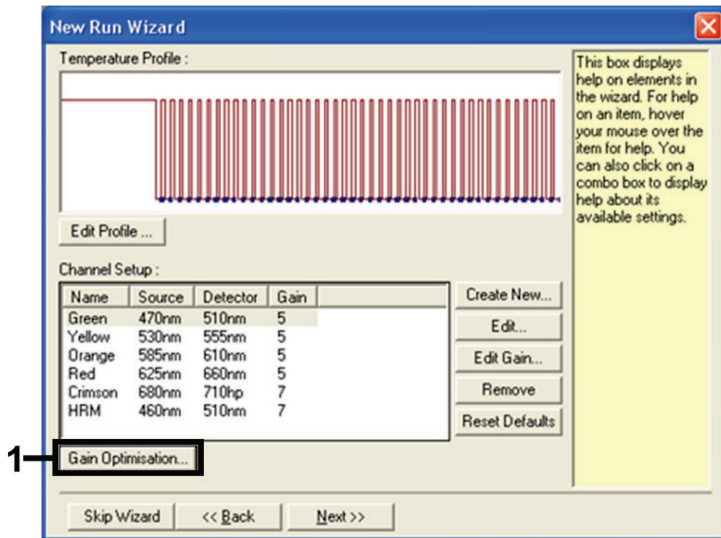 New Run Wizard
Temperature Profile :
This box displays
help on elements in
the wizard. For help
on an item, hover
your mouse over the
item for help. You
can also click on a
combo box to display
help about its
available settings.
Edit Profile ...
Channel Setup :
Name Source Detector Gain
Green 470nm 510nm 5
Yellow 530nm 555nm 5
Orange 585nm 610nm 5
Red 625nm 660nm 5
Crimson 680nm 710hp 7
HRM 460nm 510nm 7
Create New...
Edit...
Edit Gain...
Remove
Reset Defaults
1
Gain Optimisation...
Skip Wizard << Back Next >>